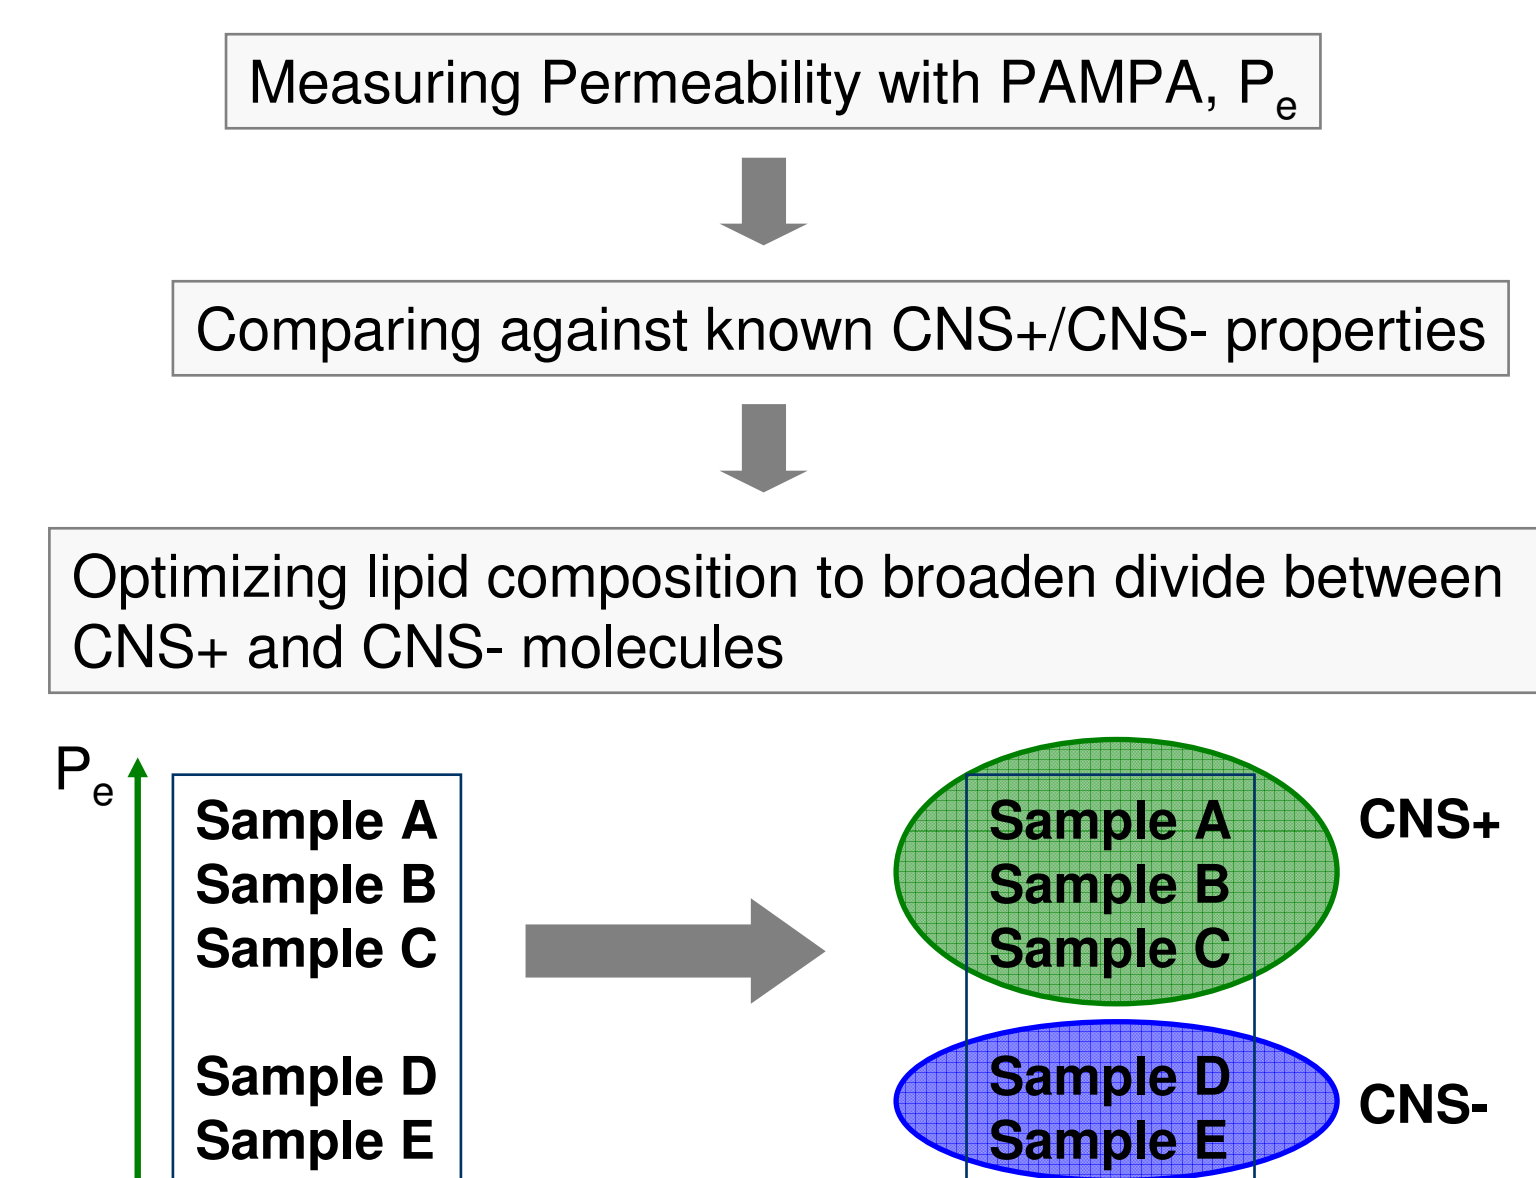 Measuring Permeability with PAMPA, Pe
Comparing against known CNS+/CNS- properties
Optimizing lipid composition to broaden divide between
CNS+ and CNS- molecules
Pe
Sample A
Sample B
Sample C
Sample D
Sample E
Sample A
Sample B
Sample C
Sample D
Sample E
CNS+
CNS-